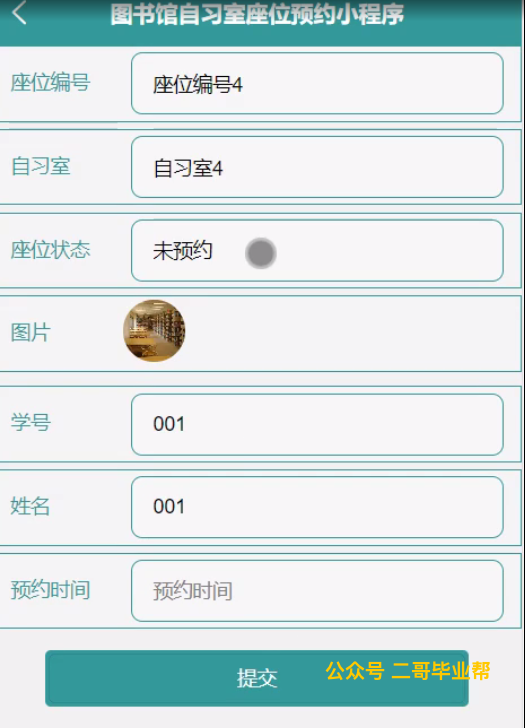 图书馆自习室座位预约小程序
座位编号 座位编号4
自习室 自习室4
座位状态 未预约
图片
学号 001
姓名 001
预约时间 预约时间
提交
公众号 二哥毕业帮